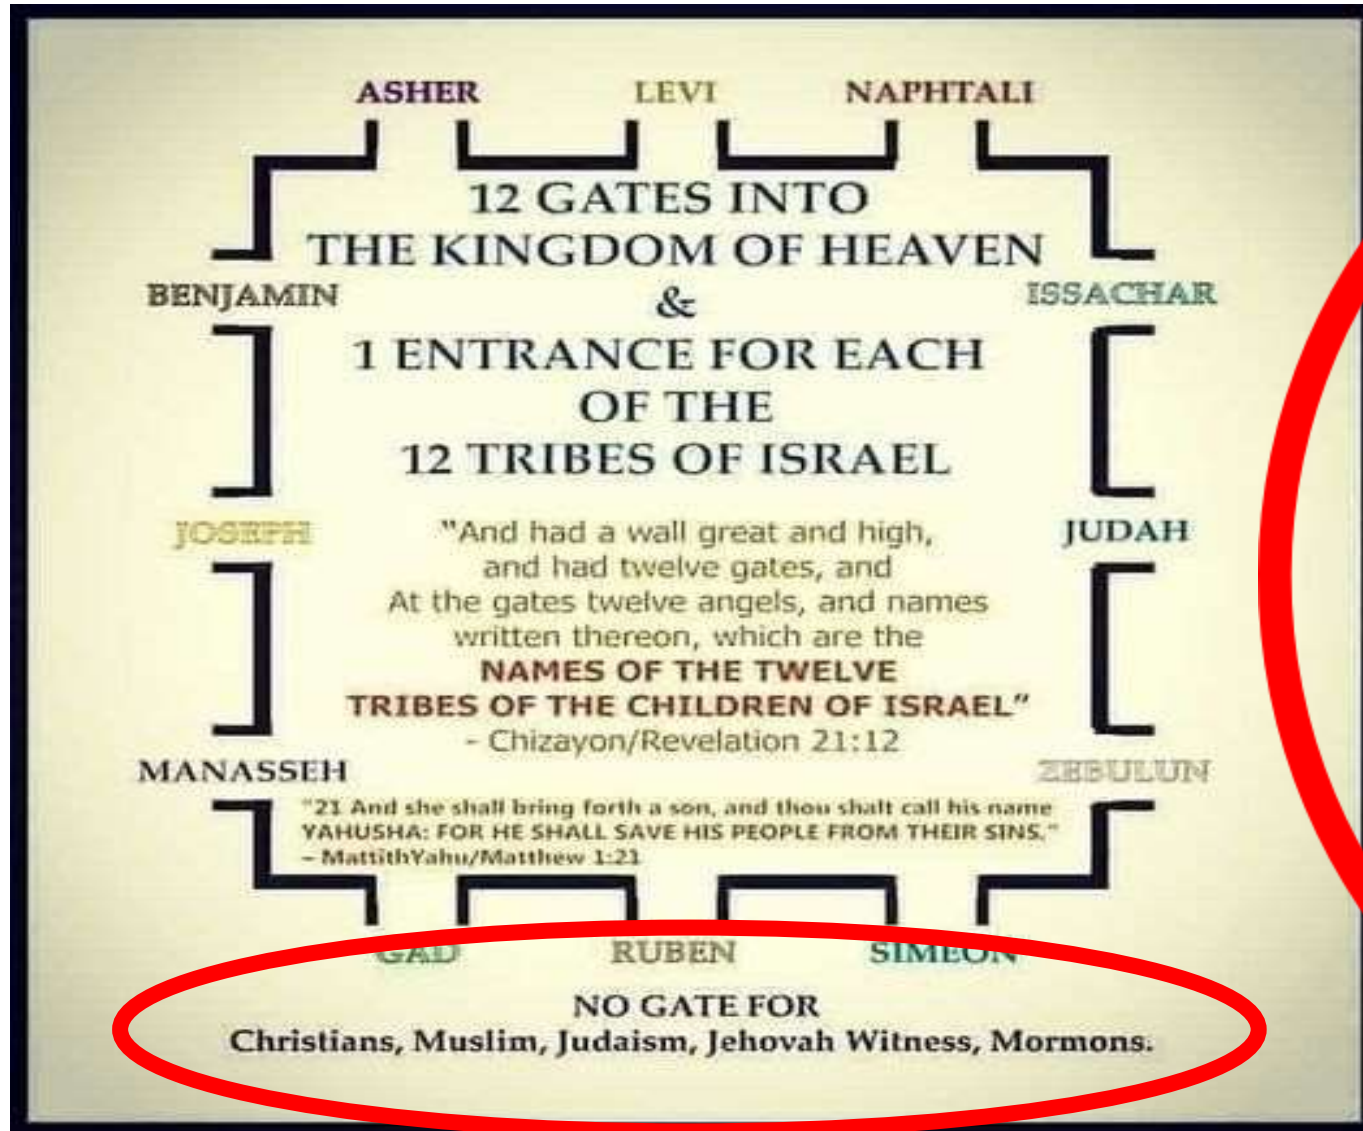 ASHER LEVI NAPHTALI
12 GATES INTO
THE KINGDOM OF HEAVEN
BENJAMIN & ISSACHAR
1 ENTRANCE FOR EACH
OF THE
12 TRIBES OF ISRAEL
JOSEPH "And had a wall great and high, JUDAH
and had twelve gates, and
At the gates twelve angels, and names
written thereon, which are the
NAMES OF THE TWELVE
TRIBES OF THE CHILDREN OF ISRAEL"
- Chizayon/Revelation 21:12
MANASSEH ZEBULUN
"21 And she shall bring forth a son, and thou shalt call his name
YAHUSHA: FOR HE SHALL SAVE HIS PEOPLE FROM THEIR SINS."
– MattithYahu/Matthew 1:21
GAD RUBEN SIMEON
NO GATE FOR
Christians, Muslim, Judaism, Jehovah Witness, Mormons.